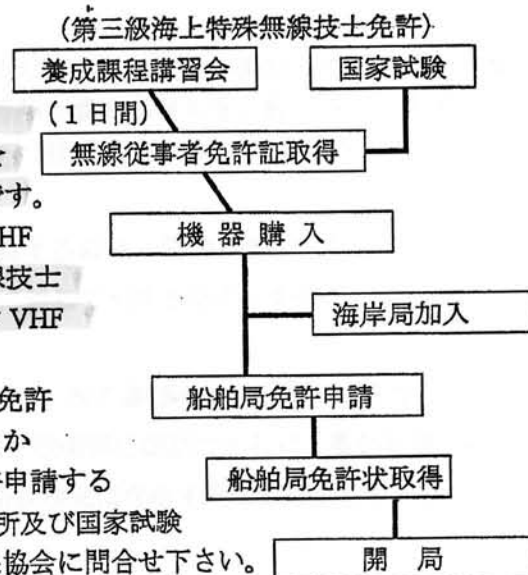 (第三級海上特殊無線技士免許)
養成課程講習会
国家試験
(1日間)
無線従事者免許証取得
機器購入
海岸局加入
船舶局免許申請
船舶局免許状取得
開局
す。
HF
線技士
VHF
免許
か
申請する
所及び国家試験
協会に問合せ下さい。